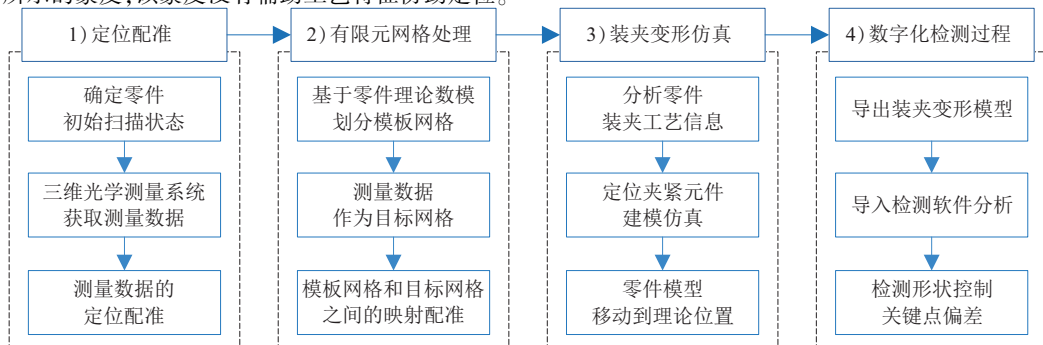 1)定位配准
确定零件
初始扫描状态
三维光学测量系统
获取测量数据
测量数据的
定位配准
2)有限元网格处理
基于零件理论数模
划分模板网格
测量数据
作为目标网格
模板网格和目标网格
之间的映射配准
3)装夹变形仿真
分析零件
装夹工艺信息
定位夹紧元件
建模仿真
零件模型
移动到理论位置
4)数字化检测过程
导出装夹变形模型
导入检测软件分析
检测形状控制
关键点偏差